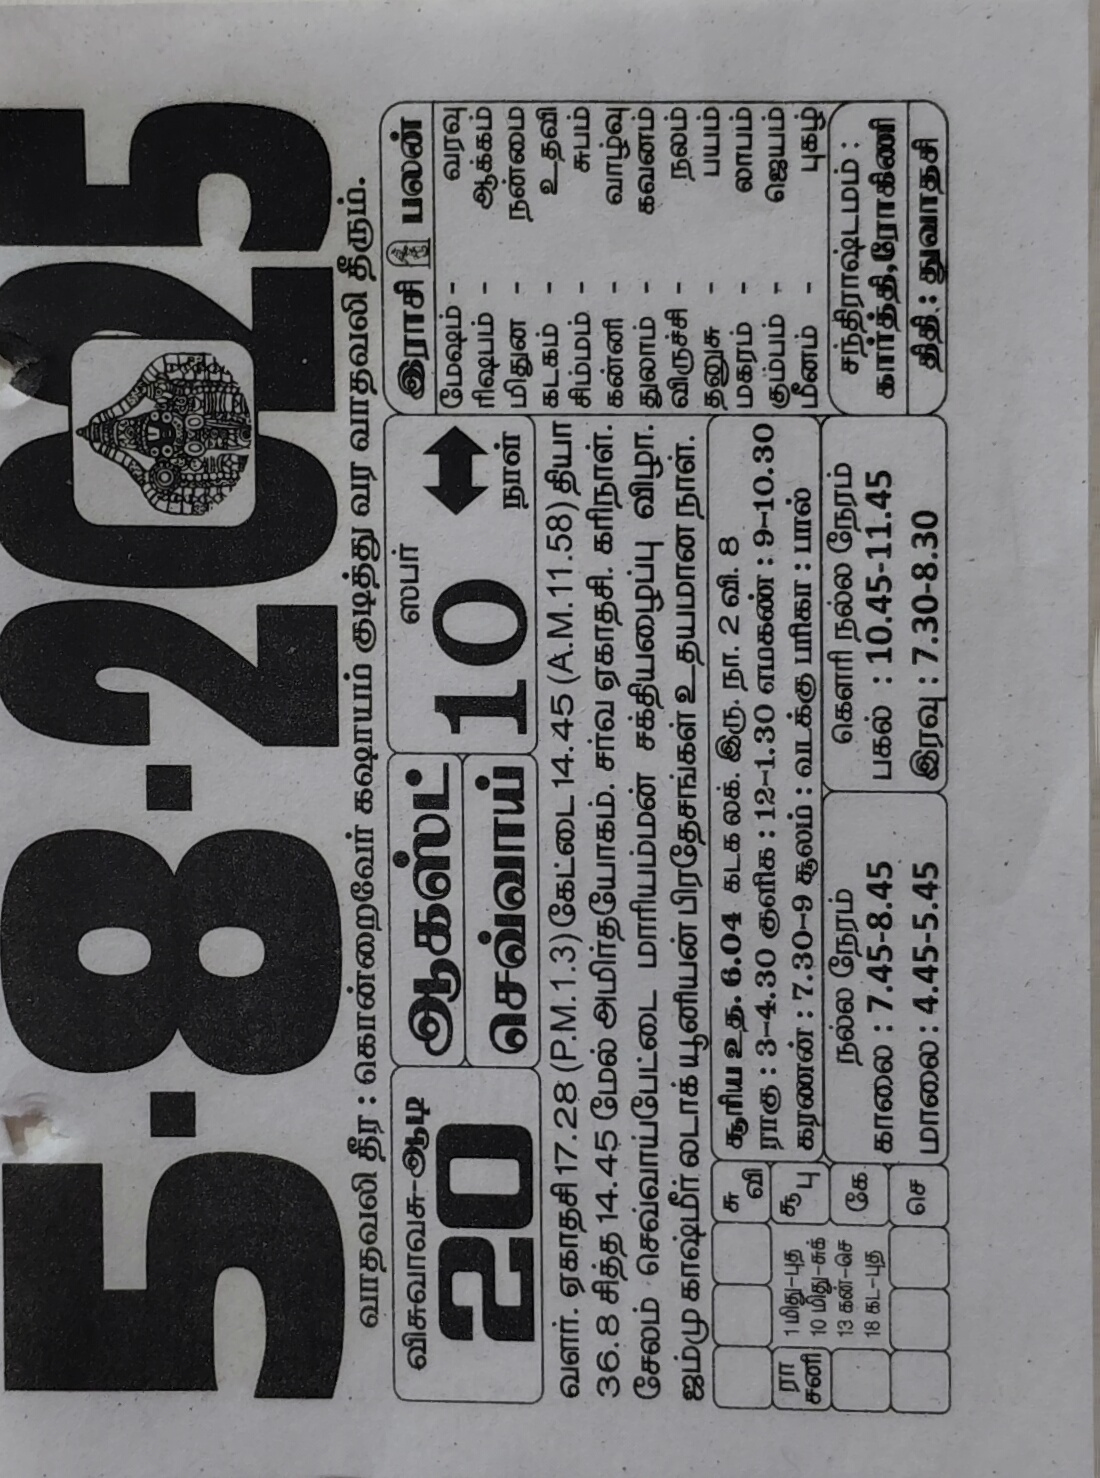 5.8.2025
வாதவலி தீர : கொன்றைவேர் கஷாயம் குடித்து வர வாதவலி தீரும்.
விசுவாவசு-ஆடி
20
ஆகஸ்ட்
செவ்வாய்
ஸபர்
10
நாள்
வளர். ஏகாதசி 17.28 (P.M.1.3) கேட்டை 14.45 (A.M.11.58) தியா
36.8 சித்த 14.45 மேல் அமிர்தயோகம். சர்வ ஏகாதசி. கரிநாள்.
சேலம் செவ்வாய்பேட்டை மாரியம்மன் சக்தியழைப்பு விழா.
ஜம்மு காஷ்மீர் லடாக் யூனியன் பிரதேசங்கள் உதயமான நாள்.
சு
வி
சூ
பு
ரா
சனி
1 மிது-புத
10 மிது-சுக்
13 கன்-செ
18 கட-புத
கே
செ
சூரிய உத. 6.04 கடக லக். இரு. நா. 2 வி. 8
ராகு : 3-4.30 குளிக : 12-1.30 எமகண் : 9-10.30
கரணன் : 7.30-9 சூலம் : வடக்கு பரிகா : பால்
நல்ல நேரம்
காலை : 7.45-8.45
மாலை : 4.45-5.45
கௌரி நல்ல நேரம்
பகல் : 10.45-11.45
இரவு : 7.30-8.30
இராசி பலன்
மேஷம் - வரவு
ரிஷபம் - ஆக்கம்
மிதுன - நன்மை
கடகம் - உதவி
சிம்மம் - சுபம்
கன்னி - வாழ்வு
துலாம் - கவனம்
விருச்சி - நலம்
தனுசு - பயம்
மகரம் - லாபம்
கும்பம் - ஜெயம்
மீனம் - புகழ்
சந்திராஷ்டமம் :
கார்த்தி,ரோகிணி
திதி : துவாதசி